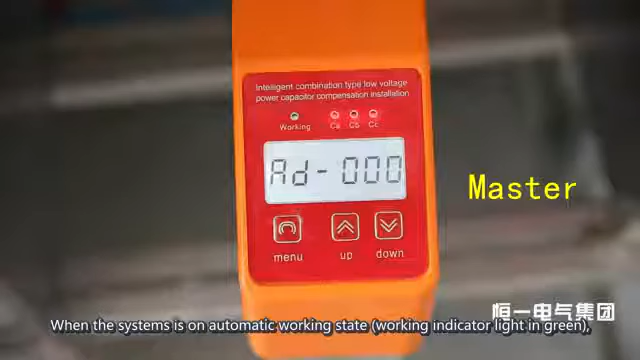 Intelligent combination type low voltage
power capacitor compensation installation
Working Ca Cb Cc
Ad-000
Master
menu up down
恒一电气集团
When the systems is on automatic working state (working indicator light in green),